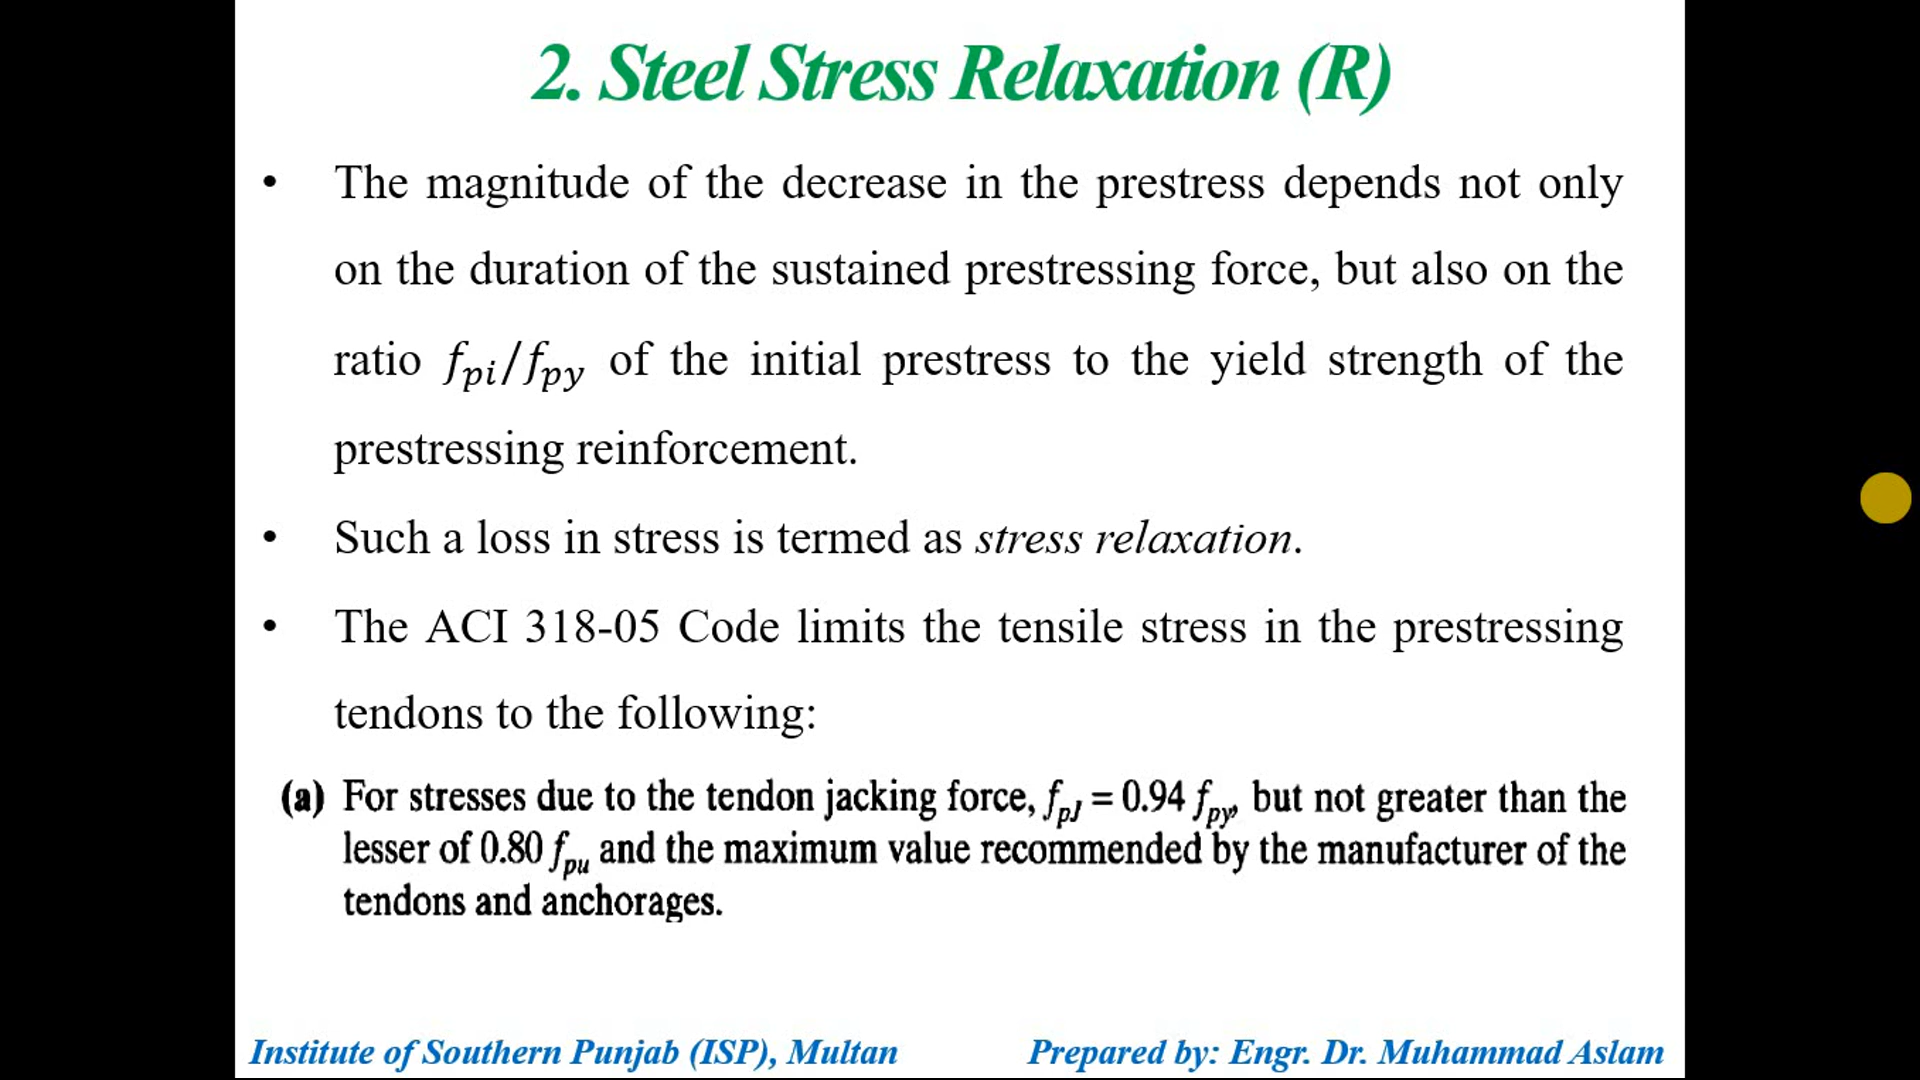 2. Steel Stress Relaxation (R)
• The magnitude of the decrease in the prestress depends not only
on the duration of the sustained prestressing force, but also on the
ratio fpi/fpy of the initial prestress to the yield strength of the
prestressing reinforcement.
• Such a loss in stress is termed as stress relaxation.
• The ACI 318-05 Code limits the tensile stress in the prestressing
tendons to the following:
(a) For stresses due to the tendon jacking force, fpJ = 0.94 fpy, but not greater than the
lesser of 0.80 fpu and the maximum value recommended by the manufacturer of the
tendons and anchorages.
Institute of Southern Punjab (ISP), Multan Prepared by: Engr. Dr. Muhammad Aslam